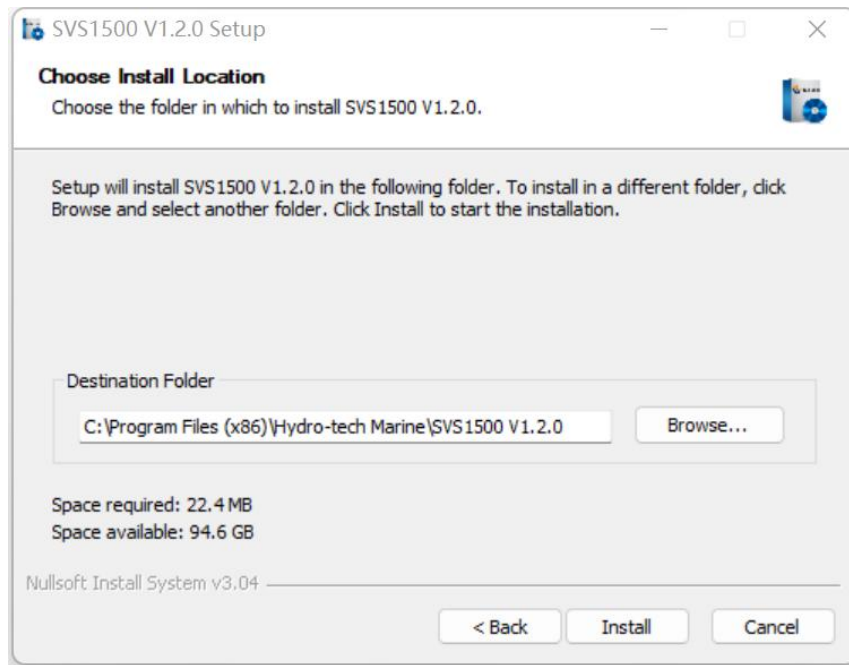 SVS1500 V1.2.0 Setup
Choose Install Location
Choose the folder in which to install SVS1500 V1.2.0.
Setup will install SVS1500 V1.2.0 in the following folder. To install in a different folder, click
Browse and select another folder. Click Install to start the installation.
Destination Folder
C:\Program Files (x86)\Hydro-tech Marine\SVS1500 V1.2.0
Browse...
Space required: 22.4 MB
Space available: 94.6 GB
Nullsoft Install System v3.04
< Back
Install
Cancel